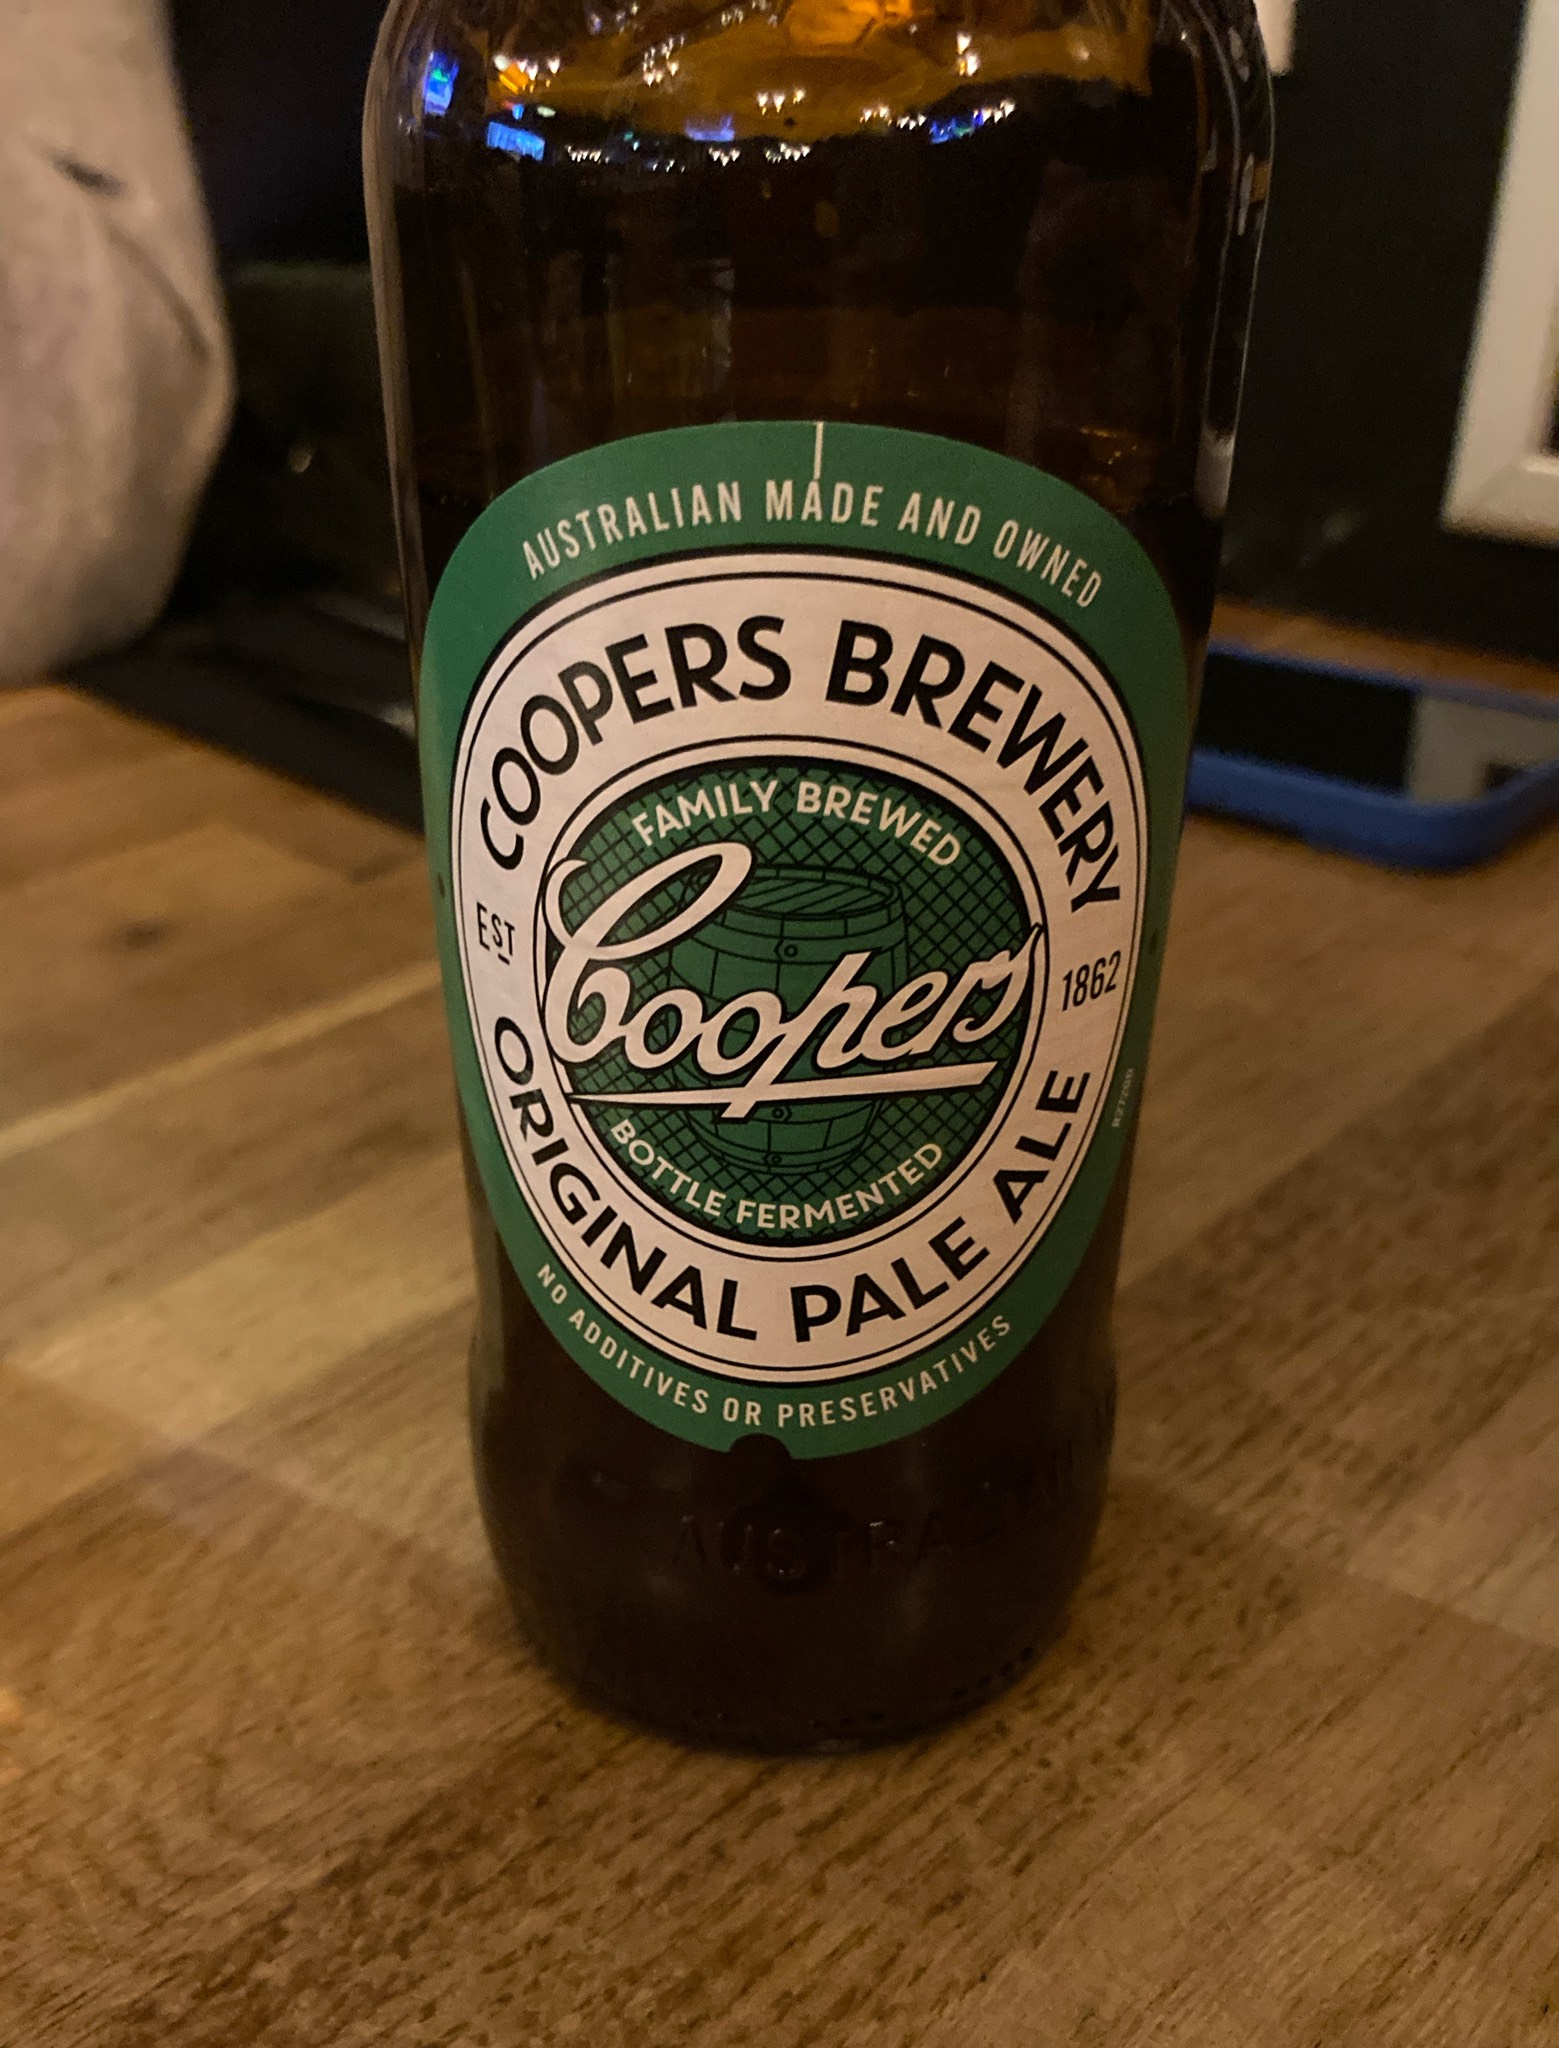 AUSTRALIAN MADE AND OWNED
COOPERS BREWERY
FAMILY BREWED
Coopers
EST
1862
BOTTLE FERMENTED
ORIGINAL PALE ALE
NO ADDITIVES OR PRESERVATIVES